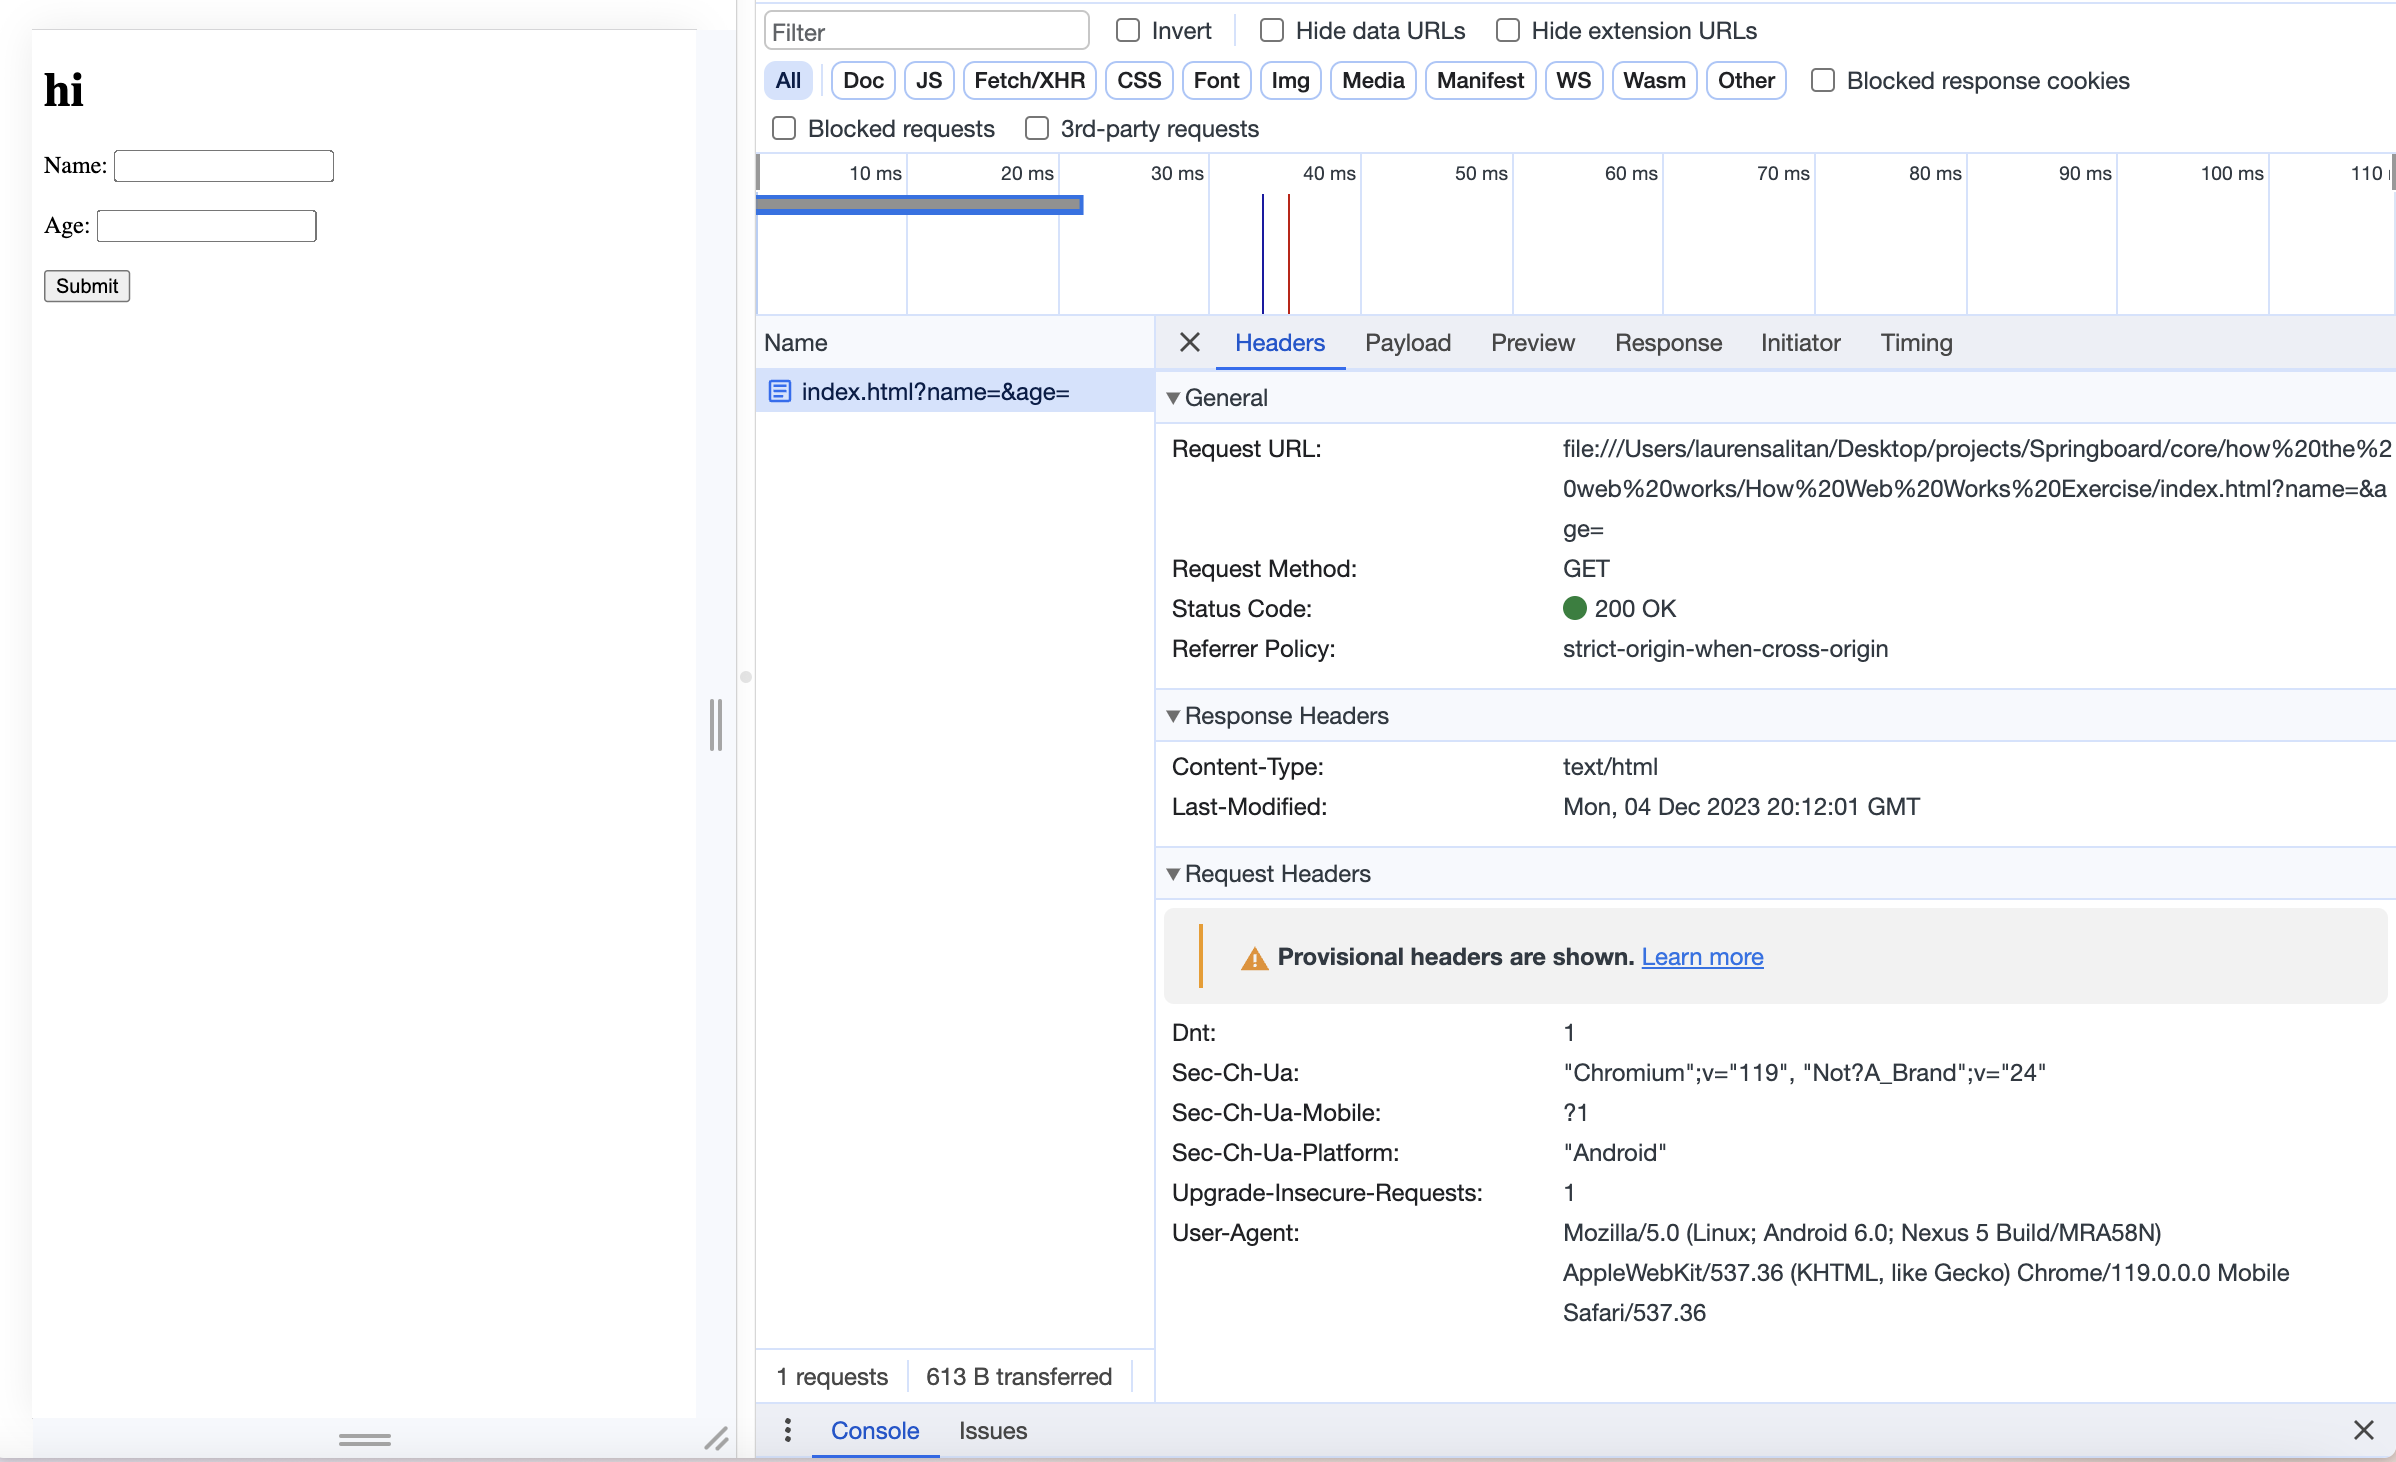 hi
Name:
Age:
Submit
Filter
Invert
Hide data URLs
Hide extension URLs
All
Doc
JS
Fetch/XHR
CSS
Font
Img
Media
Manifest
WS
Wasm
Other
Blocked response cookies
Blocked requests
3rd-party requests
10 ms
20 ms
30 ms
40 ms
50 ms
60 ms
70 ms
80 ms
90 ms
100 ms
110
Name
index.html?name=&age=
1 requests
613 B transferred
Headers
Payload
Preview
Response
Initiator
Timing
General
Request URL:
file:///Users/laurensalitan/Desktop/projects/Springboard/core/how%20the%2
0web%20works/How%20Web%20Works%20Exercise/index.html?name=&a
ge=
Request Method:
GET
Status Code:
200 OK
Referrer Policy:
strict-origin-when-cross-origin
Response Headers
Content-Type:
text/html
Last-Modified:
Mon, 04 Dec 2023 20:12:01 GMT
Request Headers
Provisional headers are shown. Learn more
Dnt:
1
Sec-Ch-Ua:
"Chromium";v="119", "Not?A_Brand";v="24"
Sec-Ch-Ua-Mobile:
?1
Sec-Ch-Ua-Platform:
"Android"
Upgrade-Insecure-Requests:
1
User-Agent:
Mozilla/5.0 (Linux; Android 6.0; Nexus 5 Build/MRA58N)
AppleWebKit/537.36 (KHTML, like Gecko) Chrome/119.0.0.0 Mobile
Safari/537.36
Console
Issues